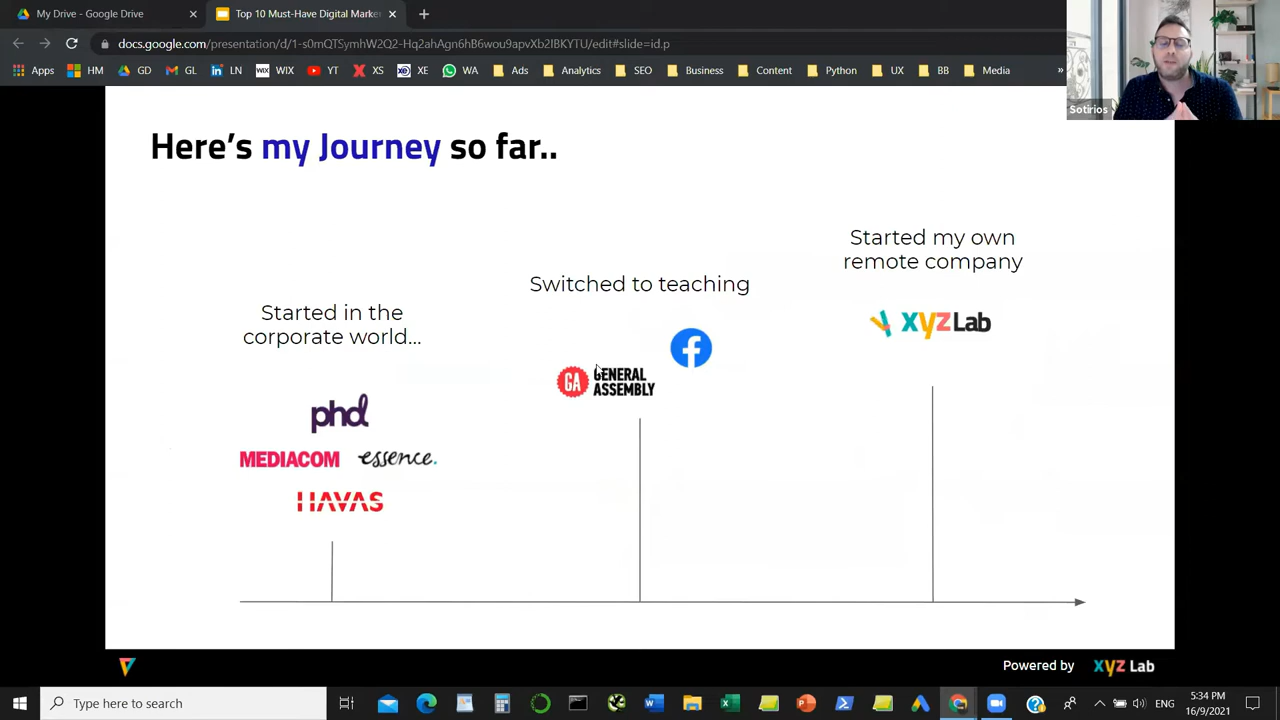 My Drive - Google Drive
Top 10 Must-Have Digital Marke
docs.google.com/presentation/d/1-s0mQTSymhW2Q2-Hq2ahAgn6hB6wou9apvXb2IBKYTU/edit#slide=id.p
Apps HM GD GL LN WIX YT XS XE WA Ads Analytics SEO Business Content Python UX BB Media »
Sotirios
Here's my Journey so far..
Started my own
remote company
xyz Lab
Switched to teaching
GA GENERAL
ASSEMBLY
Started in the
corporate world...
phd
MEDIACOM essence.
HAVAS
Powered by xyz Lab
Type here to search
ENG
5:34 PM
16/9/2021